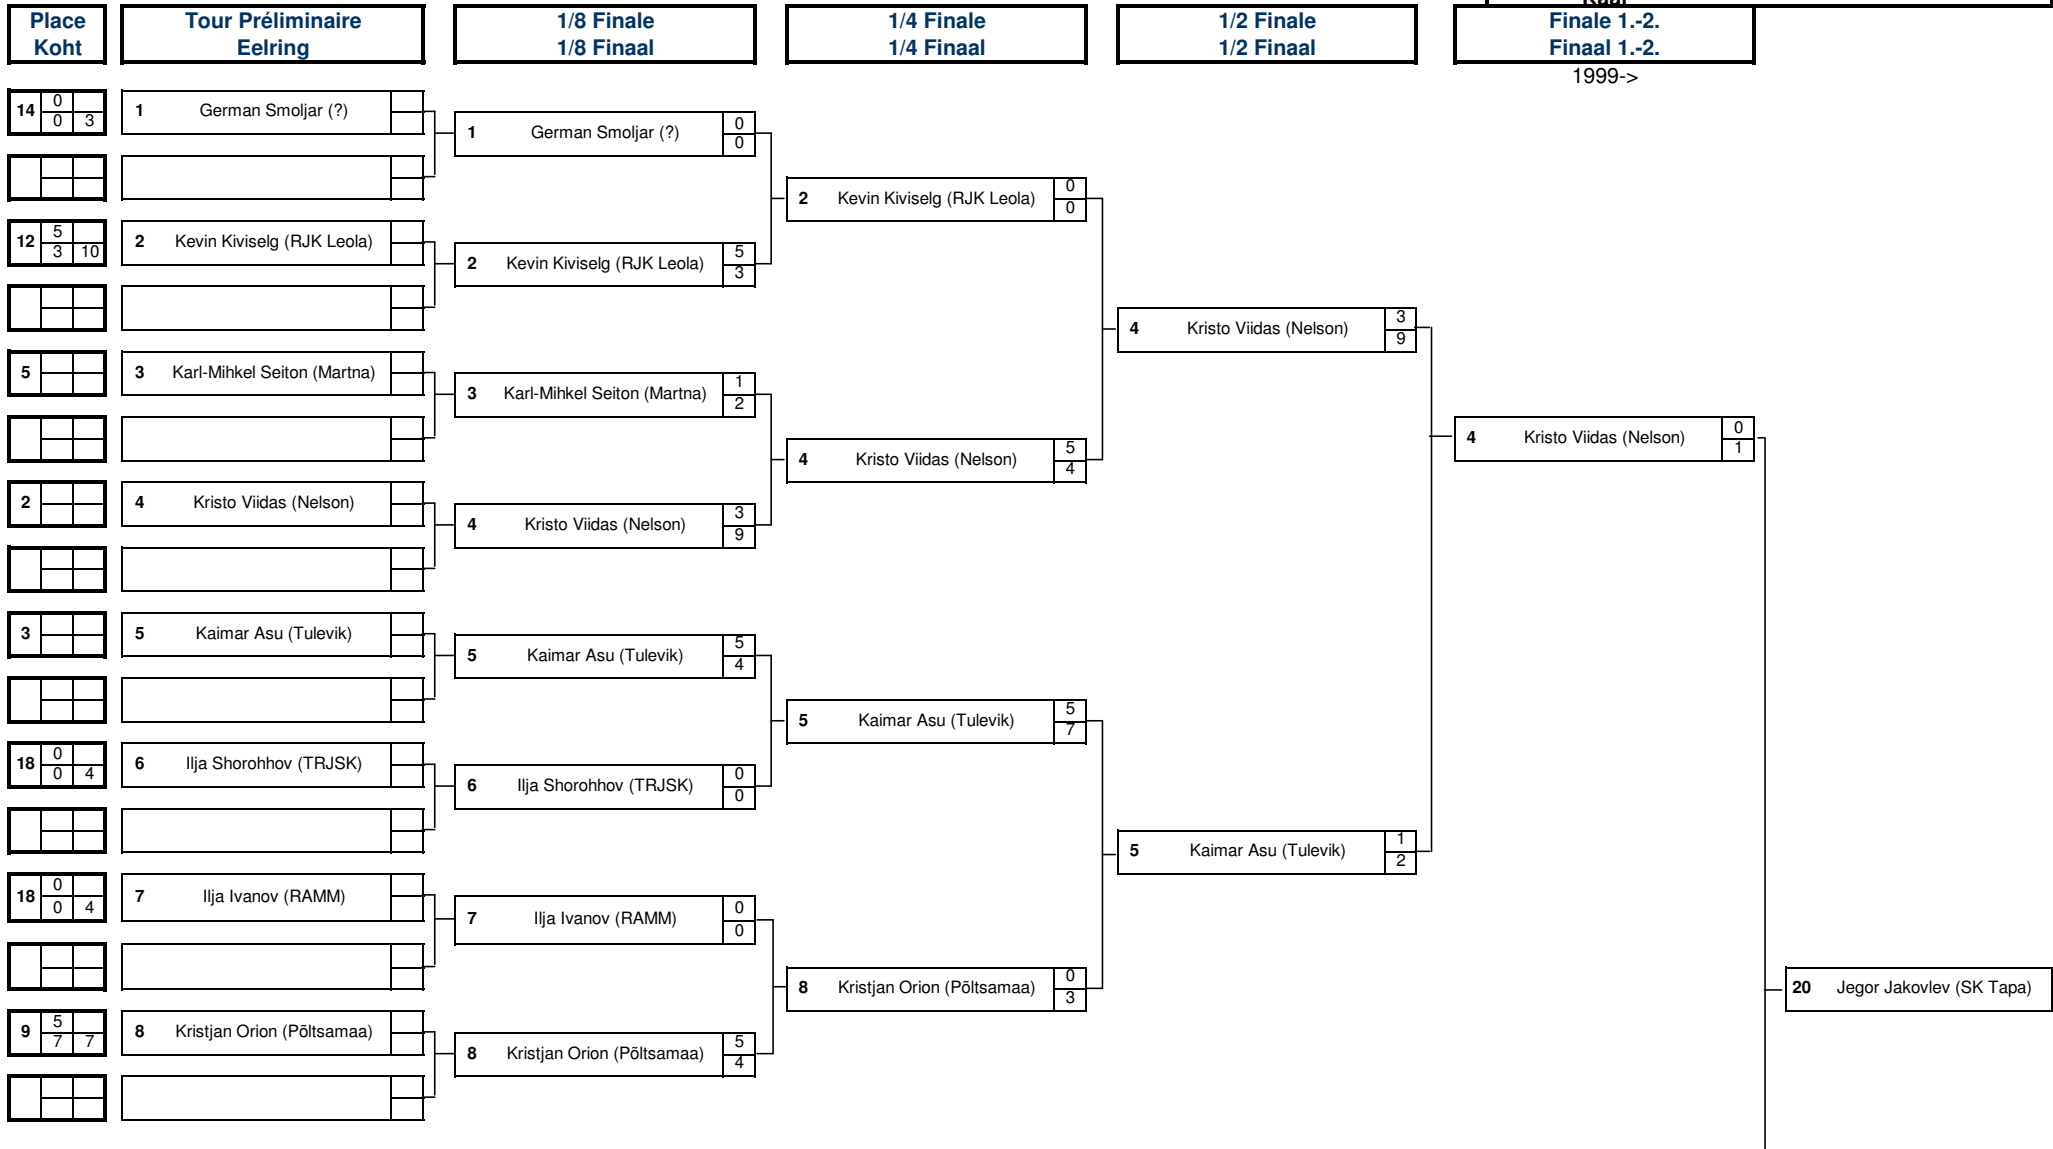 Place
Koht
Tour Préliminaire
Eelring
1/8 Finale
1/8 Finaal
1/4 Finale
1/4 Finaal
1/2 Finale
1/2 Finaal
Finale 1.-2.
Finaal 1.-2.
1999->
14 0
0 3
1 German Smoljar (?)
1 German Smoljar (?) 0
0
2 Kevin Kiviselg (RJK Leola) 0
0
12 5
3 10
2 Kevin Kiviselg (RJK Leola)
2 Kevin Kiviselg (RJK Leola) 5
3
4 Kristo Viidas (Nelson) 3
9
5
3 Karl-Mihkel Seiton (Martna)
3 Karl-Mihkel Seiton (Martna) 1
2
4 Kristo Viidas (Nelson) 0
1
4 Kristo Viidas (Nelson) 5
4
2
4 Kristo Viidas (Nelson)
4 Kristo Viidas (Nelson) 3
9
3
5 Kaimar Asu (Tulevik)
5 Kaimar Asu (Tulevik) 5
4
5 Kaimar Asu (Tulevik) 5
7
18 0
0 4
6 Ilja Shorohhov (TRJSK)
6 Ilja Shorohhov (TRJSK) 0
0
5 Kaimar Asu (Tulevik) 1
2
18 0
0 4
7 Ilja Ivanov (RAMM)
7 Ilja Ivanov (RAMM) 0
0
8 Kristjan Orion (Põltsamaa) 0
3
20 Jegor Jakovlev (SK Tapa)
9 5
7 7
8 Kristjan Orion (Põltsamaa)
8 Kristjan Orion (Põltsamaa) 5
4